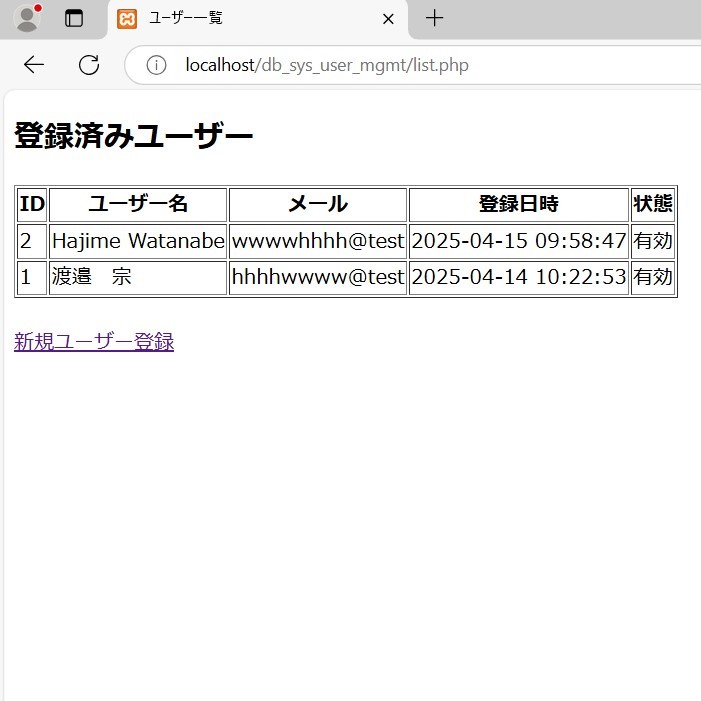 ユーザー一覧
localhost/db_sys_user_mgmt/list.php
登録済みユーザー
ID ユーザー名 メール 登録日時 状態
2 Hajime Watanabe wwwwhhhh@test 2025-04-15 09:58:47 有効
1 渡邉　宗 hhhhwwww@test 2025-04-14 10:22:53 有効
新規ユーザー登録